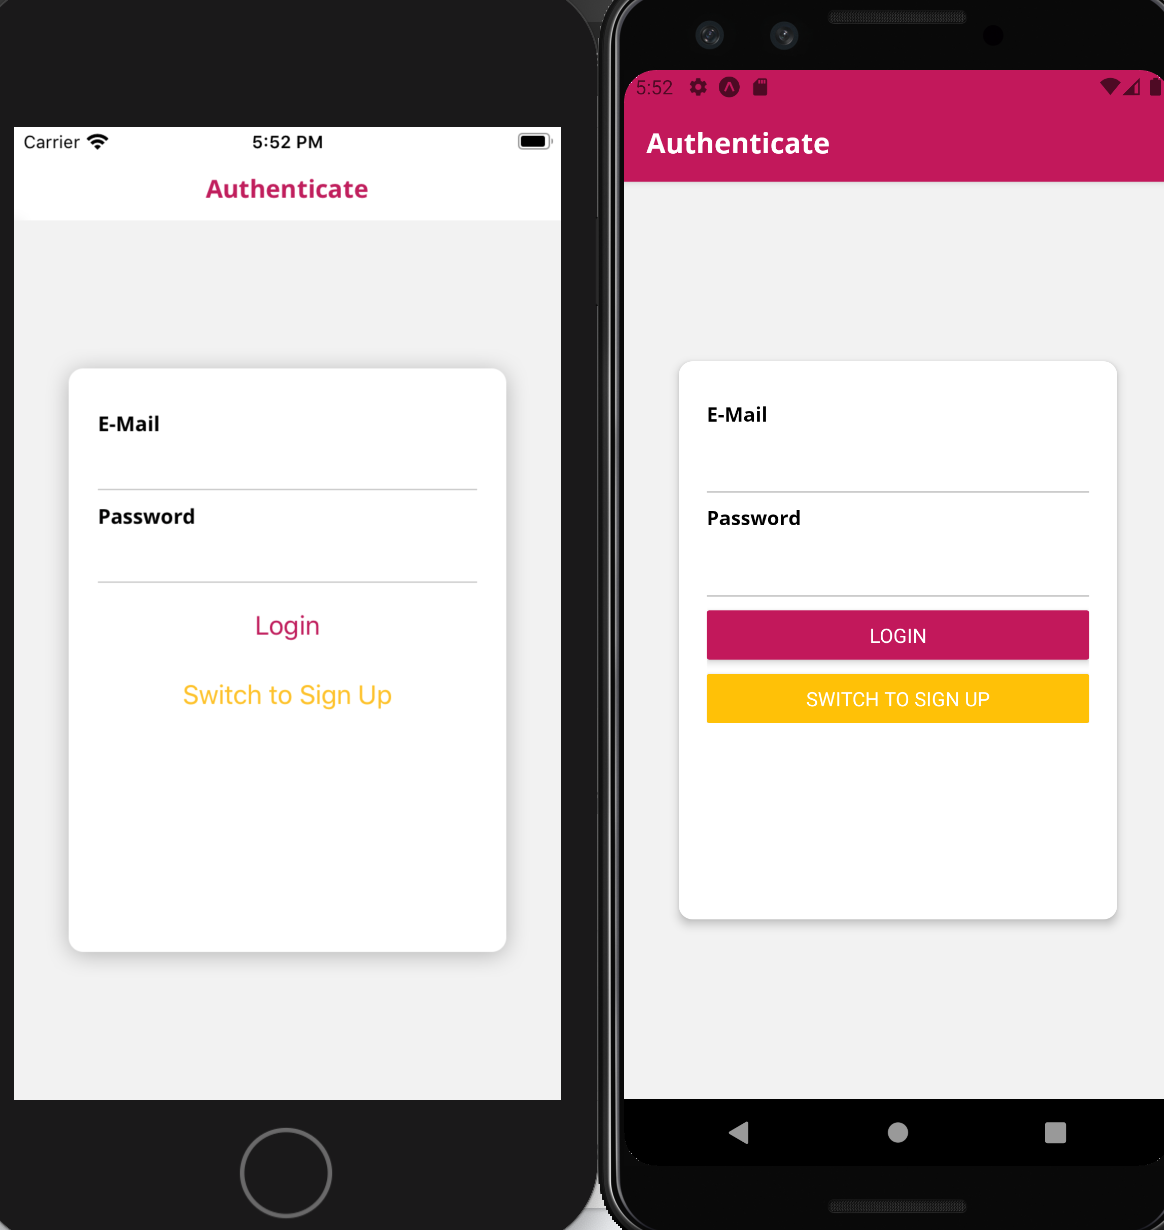 Carrier 5:52 PM
Authenticate
E-Mail
Password
Login
Switch to Sign Up
5:52
Authenticate
E-Mail
Password
LOGIN
SWITCH TO SIGN UP